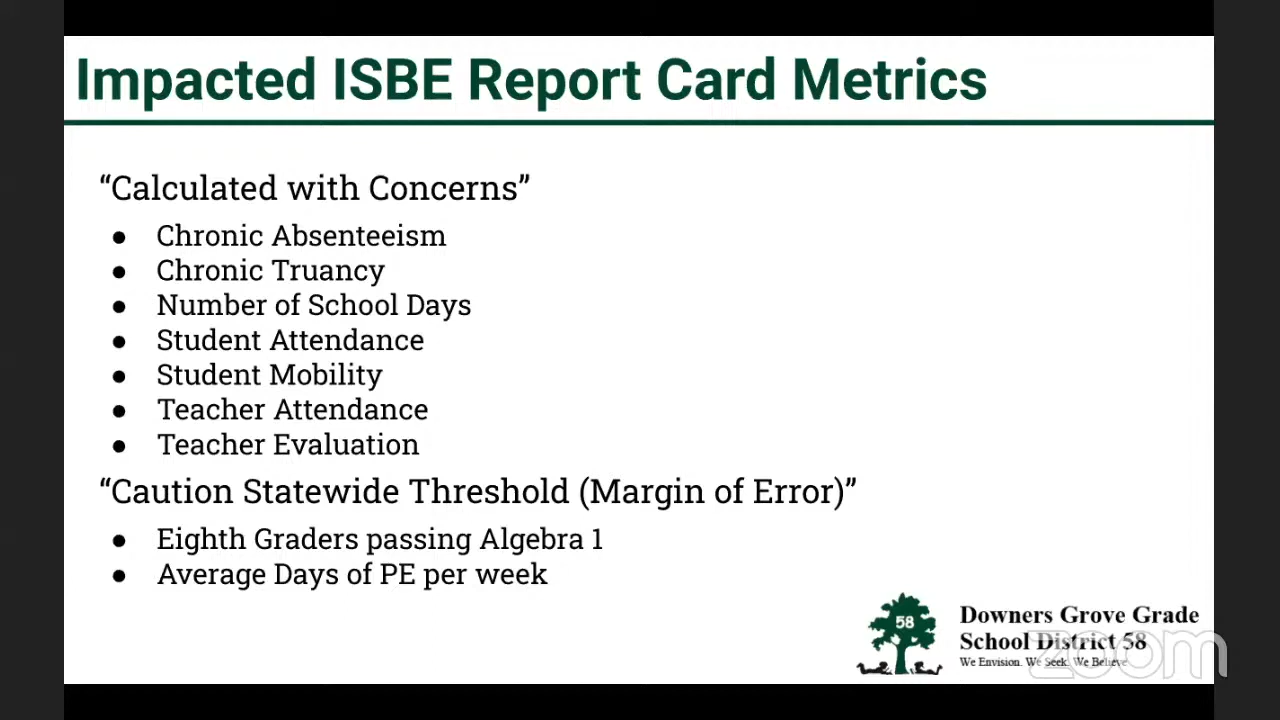 Impacted ISBE Report Card Metrics
“Calculated with Concerns”
● Chronic Absenteeism
● Chronic Truancy
● Number of School Days
● Student Attendance
● Student Mobility
● Teacher Attendance
● Teacher Evaluation
“Caution Statewide Threshold (Margin of Error)”
● Eighth Graders passing Algebra 1
● Average Days of PE per week
58
Downers Grove Grade
School District 58
We Envision. We Seek. We Believe
zoom